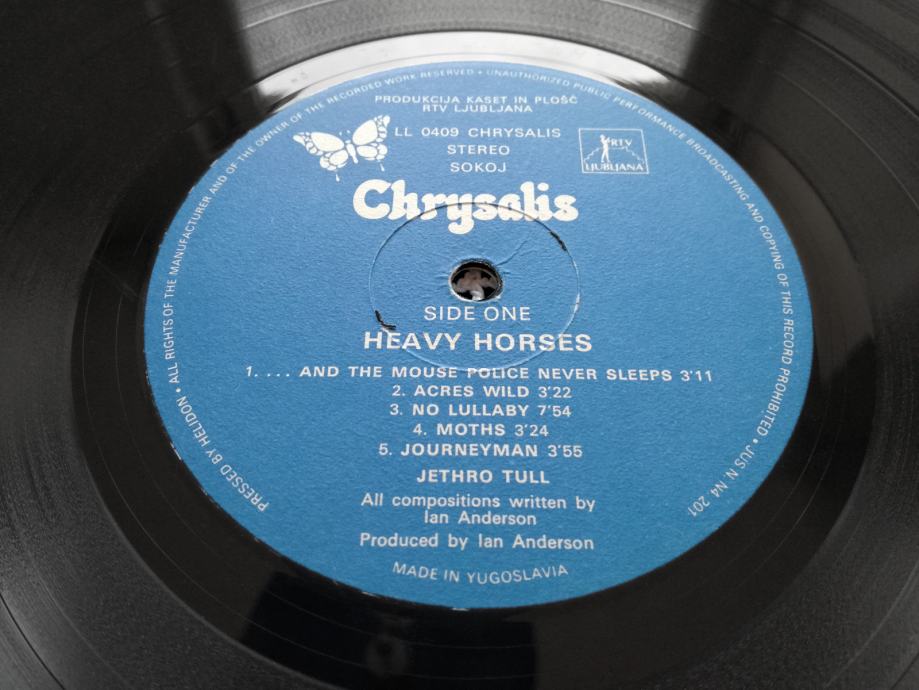 PRODUKCIJA KASET IN PLOŠČ
RTV LJUBLJANA
LL 0409 CHRYSALIS
STEREO
SOKOJ
RTV
LJUBLJANA
Chrysalis
SIDE ONE
HEAVY HORSES
1. ... AND THE MOUSE POLICE NEVER SLEEPS 3'11
2. ACRES WILD 3'22
3. NO LULLABY 7'54
4. MOTHS 3'24
5. JOURNEYMAN 3'55
JETHRO TULL
All compositions written by
Ian Anderson
Produced by Ian Anderson
MADE IN YUGOSLAVIA
PRESSED BY HELIDON • ALL RIGHTS OF THE MANUFACTURER AND OF THE OWNER OF THE RECORDED WORK RESERVED • UNAUTHORIZED PUBLIC PERFORMANCE BROADCASTING AND COPYING OF THIS RECORD PROHIBITED • JUS N. N4 201